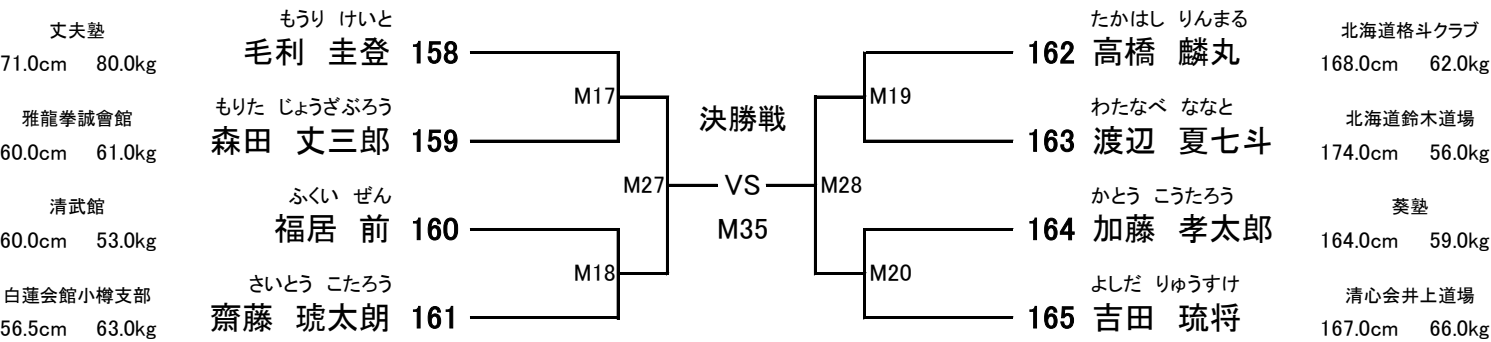 丈夫塾
71.0cm 80.0kg
もうり けいと
毛利 圭登 158
雅龍拳誠會館
60.0cm 61.0kg
もりた じょうざぶろう
森田 丈三郎 159
清武館
60.0cm 53.0kg
ふくい ぜん
福居 前 160
白蓮会館小樽支部
56.5cm 63.0kg
さいとう こたろう
齋藤 琥太朗 161
M17
M18
M27
決勝戦
VS
M35
M28
M19
M20
たかはし りんまる
162 高橋 麟丸
北海道格斗クラブ
168.0cm 62.0kg
わたなべ ななと
163 渡辺 夏七斗
北海道鈴木道場
174.0cm 56.0kg
かとう こうたろう
164 加藤 孝太郎
葵塾
164.0cm 59.0kg
よしだ りゅうすけ
165 吉田 琉将
清心会井上道場
167.0cm 66.0kg